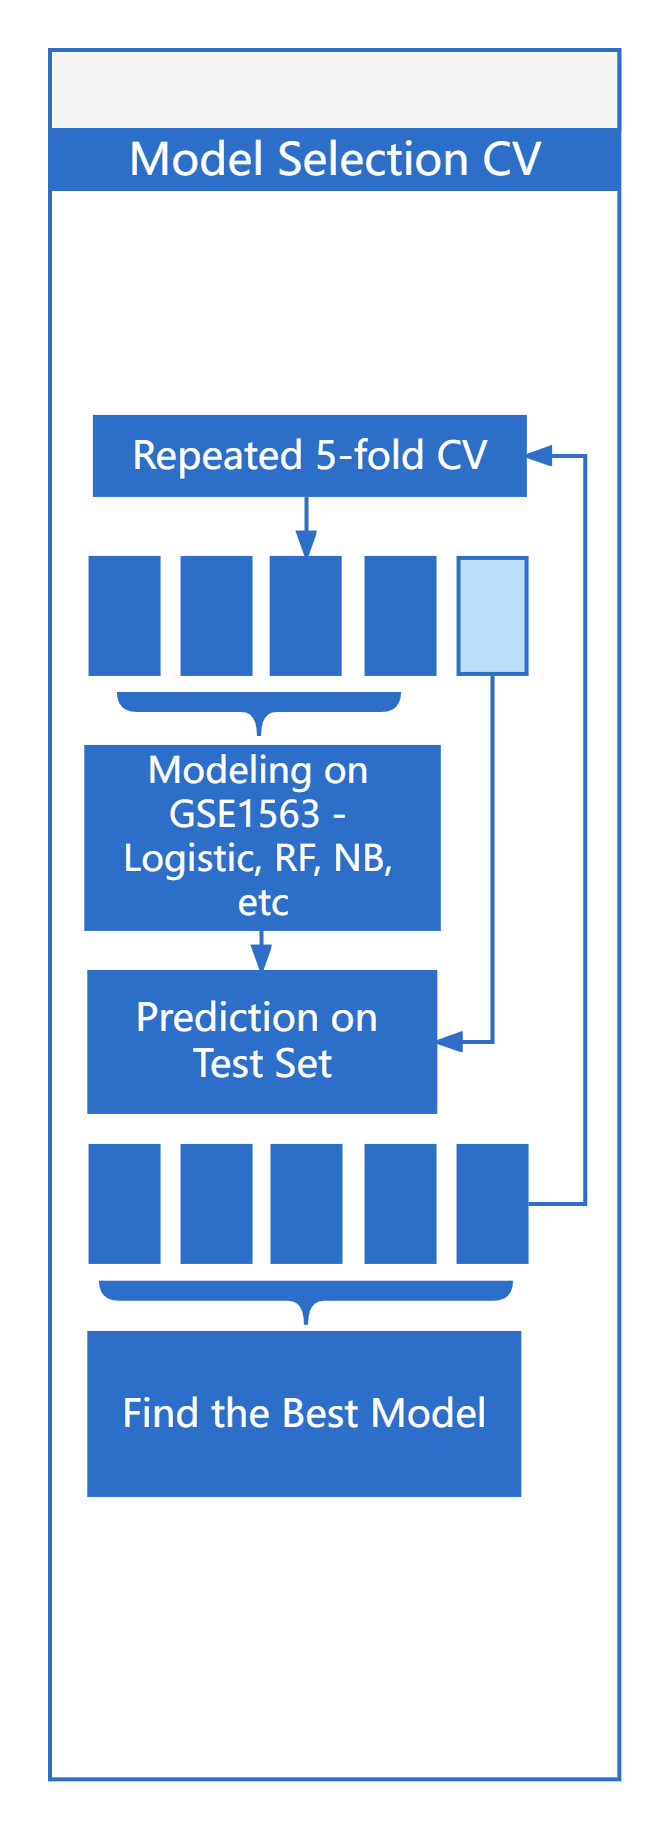 Model Selection CV
Repeated 5-fold CV
Modeling on
GSE1563 -
Logistic, RF, NB,
etc
Prediction on
Test Set
Find the Best Model